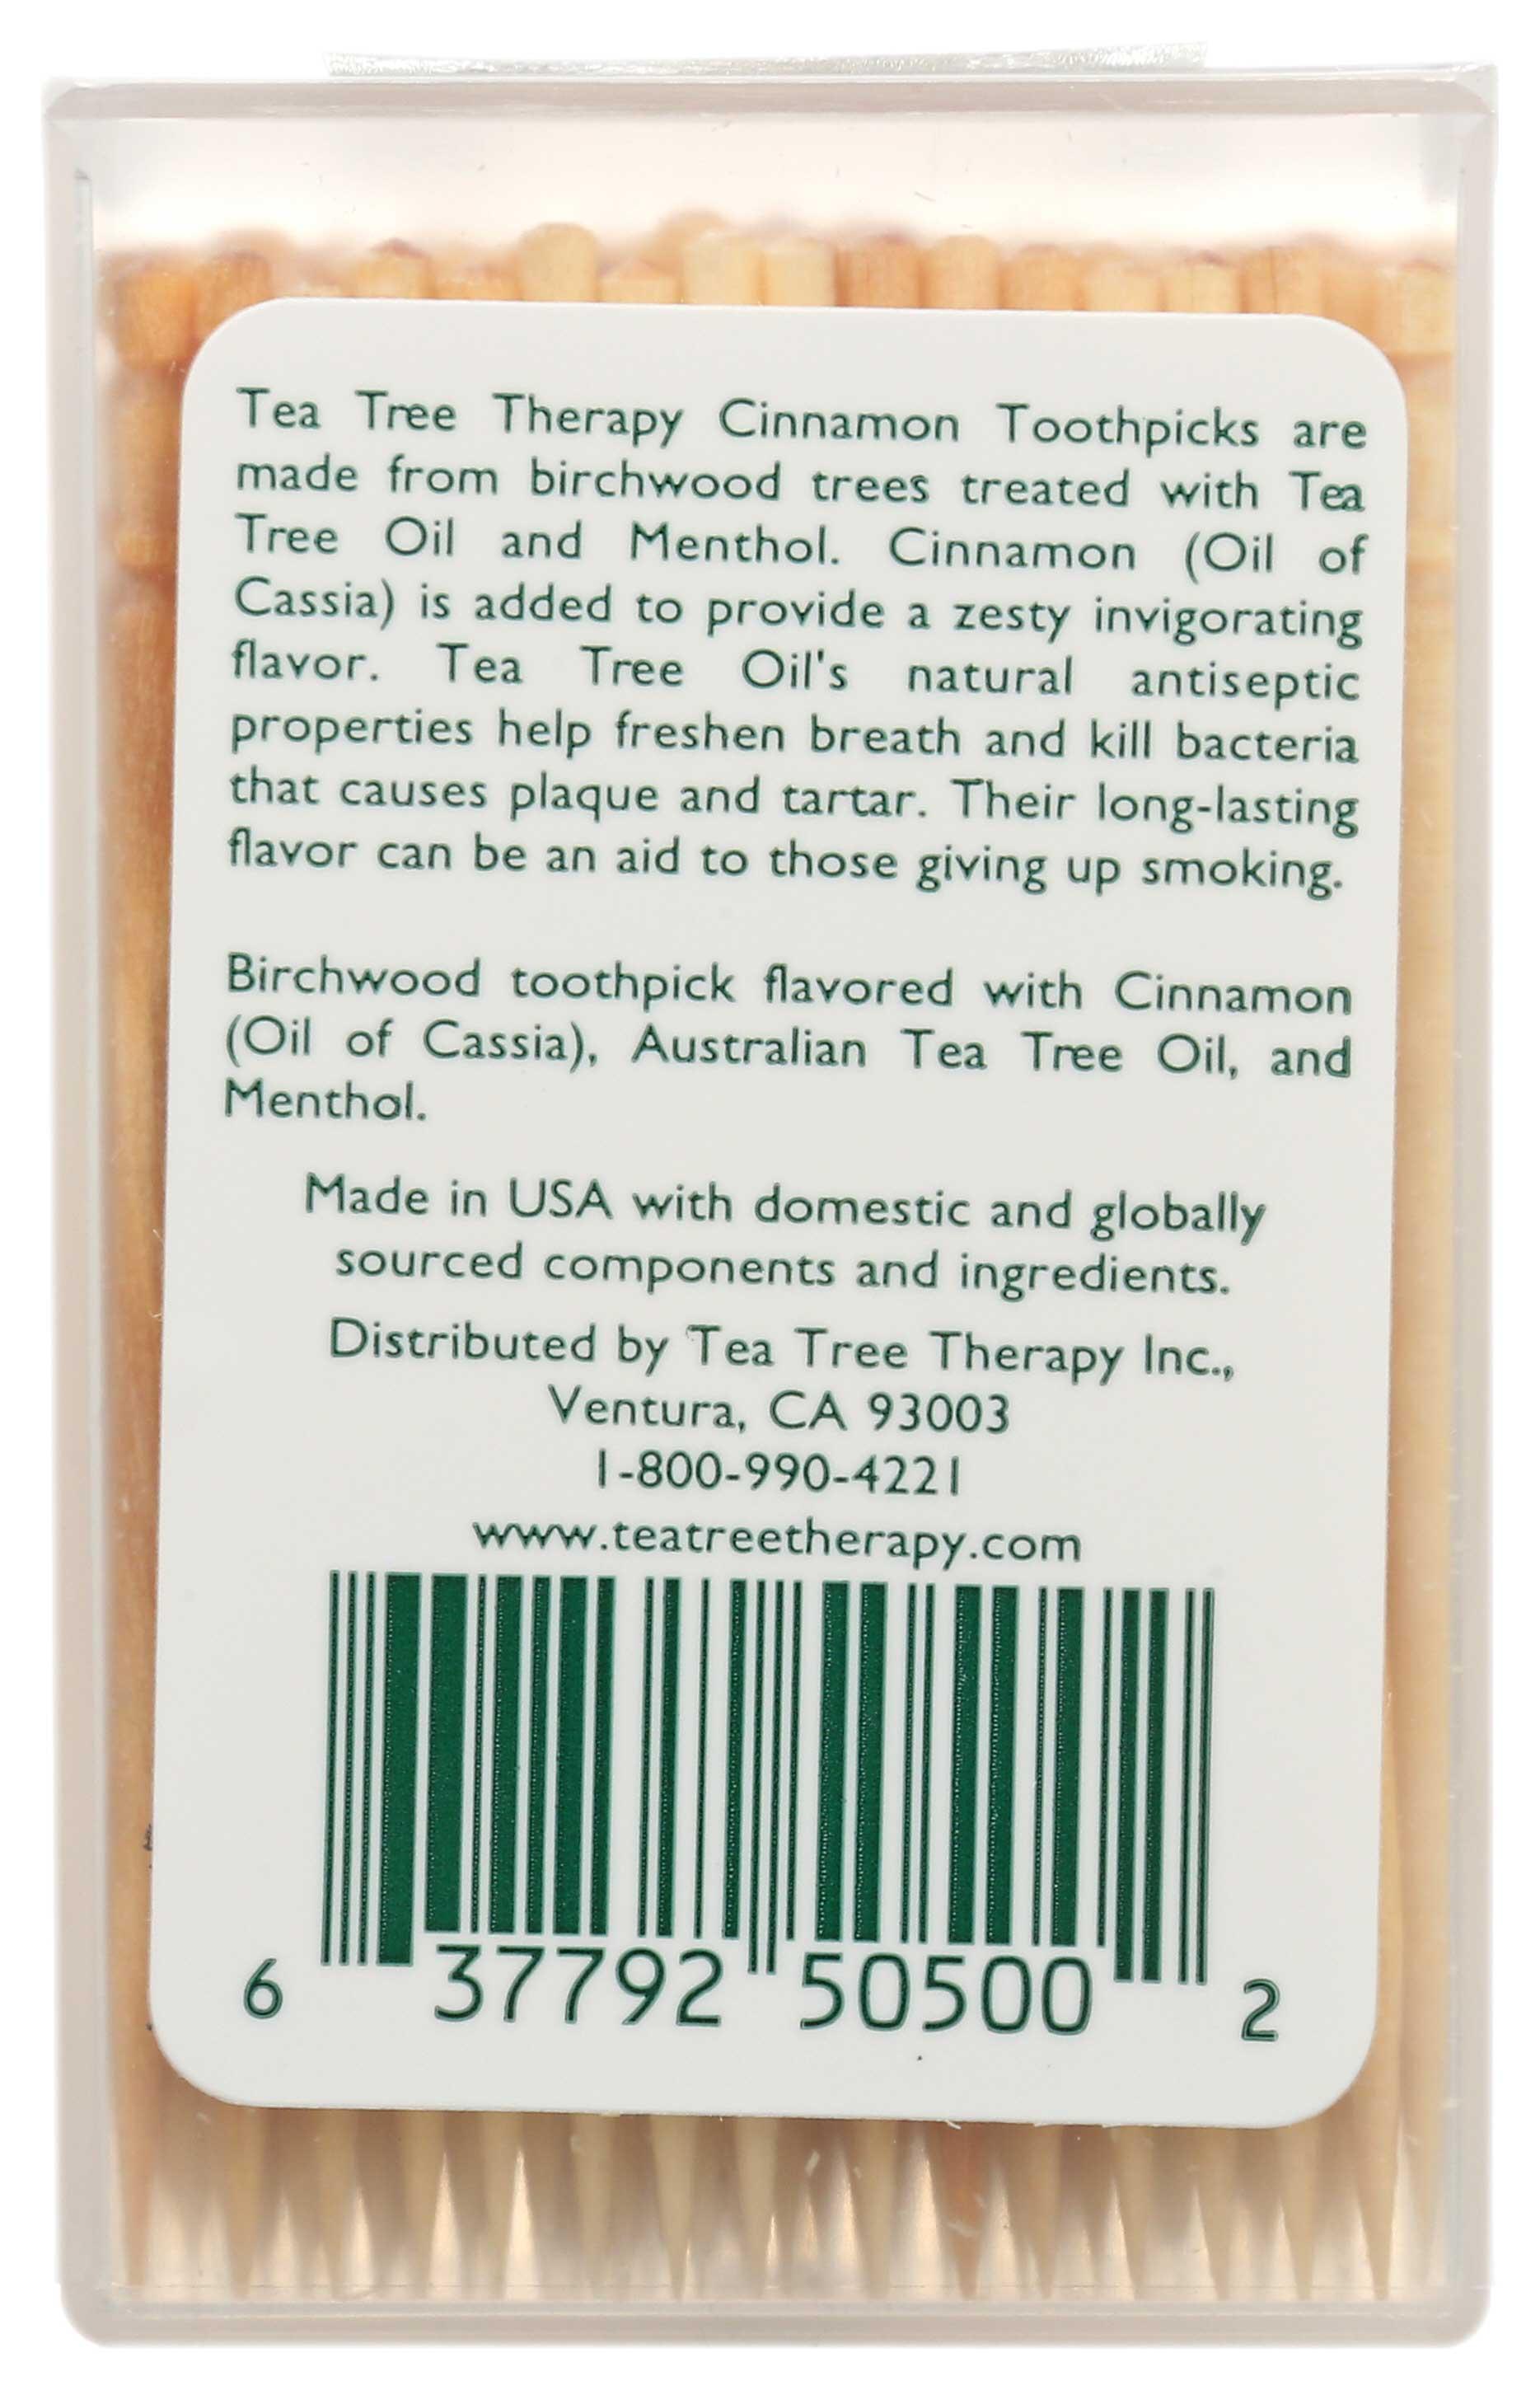 Tea Tree Therapy Cinnamon Toothpicks are
made from birchwood trees treated with Tea
Tree Oil and Menthol. Cinnamon (Oil of
Cassia) is added to provide a zesty invigorating
flavor. Tea Tree Oil's natural antiseptic
properties help freshen breath and kill bacteria
that causes plaque and tartar. Their long-lasting
flavor can be an aid to those giving up smoking.
Birchwood toothpick flavored with Cinnamon
(Oil of Cassia), Australian Tea Tree Oil, and
Menthol.
Made in USA with domestic and globally
sourced components and ingredients.
Distributed by Tea Tree Therapy Inc.,
Ventura, CA 93003
1-800-990-4221
www.teatreetherapy.com
6 37792 50500 2